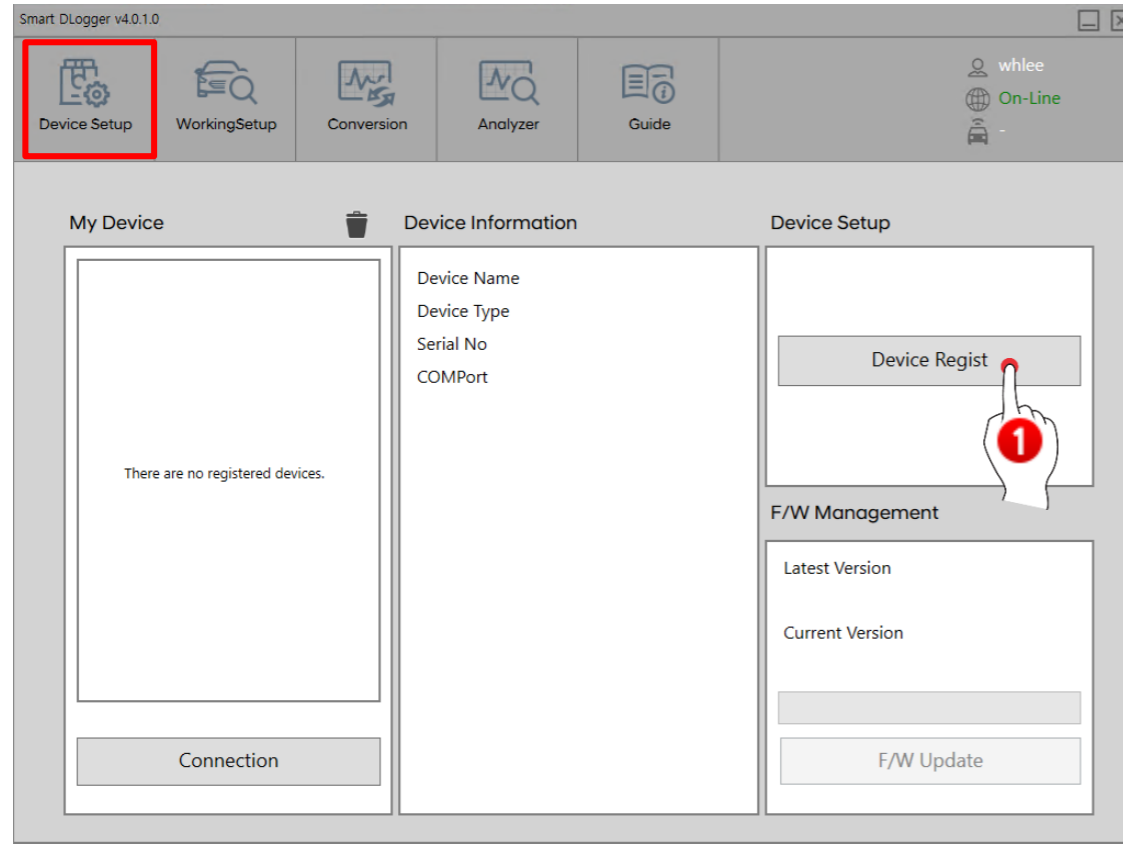 Smart DLogger v4.0.1.0
Device Setup
WorkingSetup
Conversion
Analyzer
Guide
whlee
On-Line
-
My Device
Device Information
Device Setup
There are no registered devices.
Device Name
Device Type
Serial No
COMPort
Device Regist
1
F/W Management
Latest Version
Current Version
Connection
F/W Update